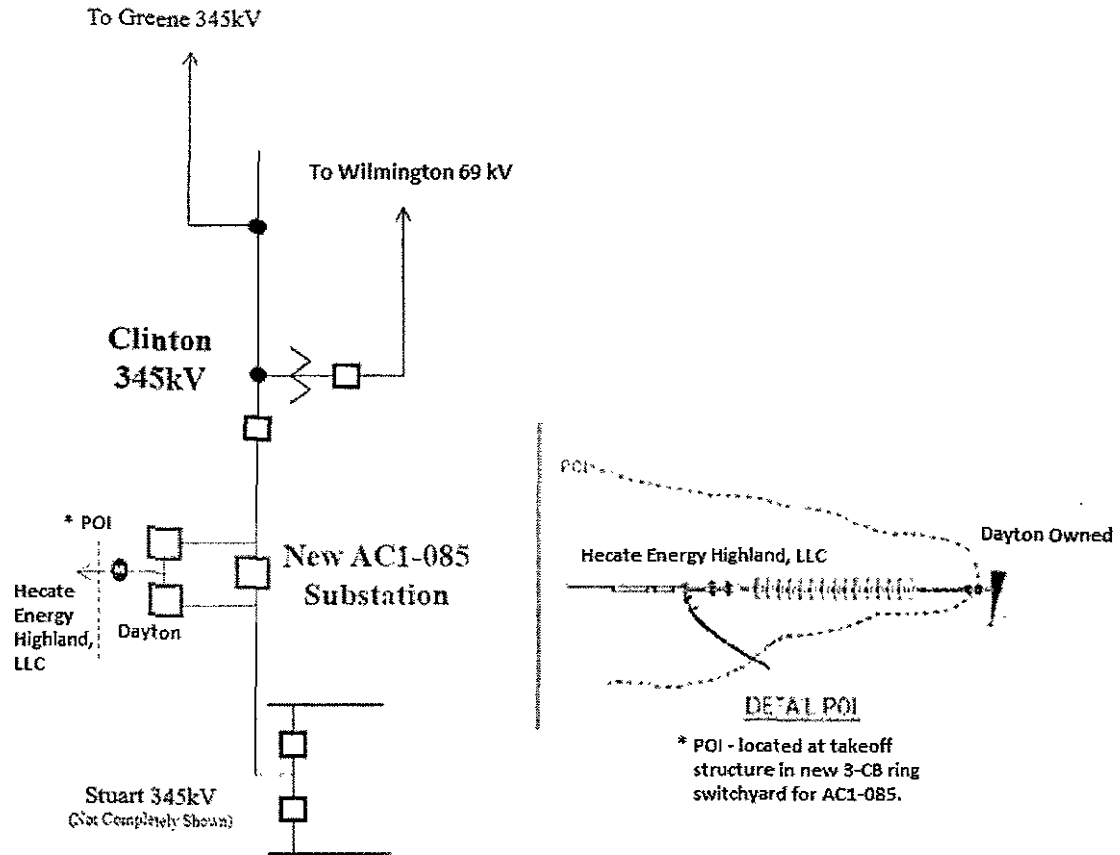 To Greene 345kV
To Wilmington 69 kV
Clinton
345kV
* POI
New AC1-085
Substation
Hecate
Energy
Highland,
LLC
Dayton
Stuart 345kV
(Not Completely Shown)
POI
Dayton Owned
Hecate Energy Highland, LLC
DETAIL POI
* POI - located at takeoff
structure in new 3-CB ring
switchyard for AC1-085.